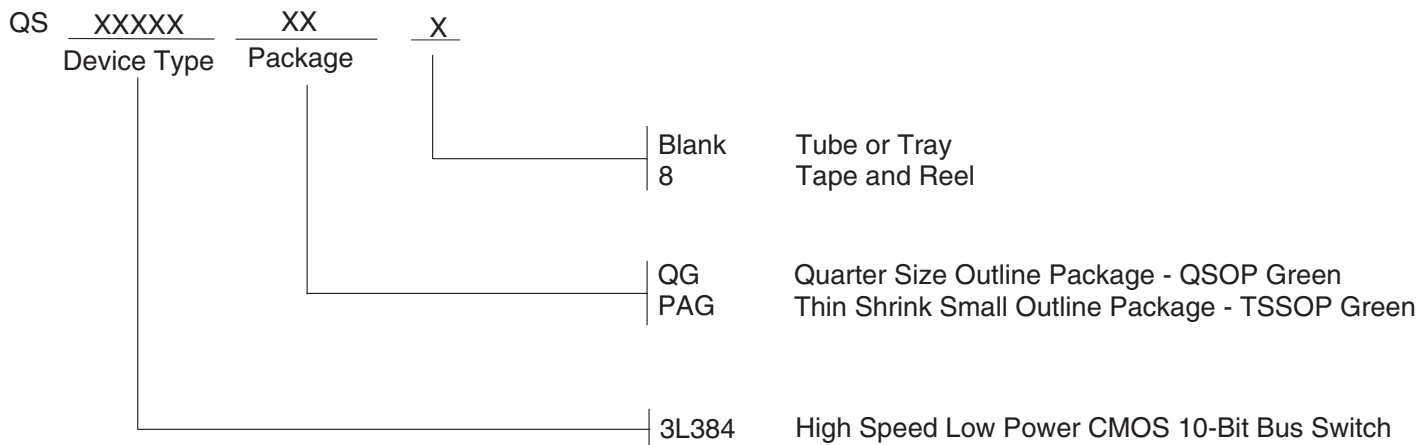 QS XXXXX XX X
Device Type Package
Blank Tube or Tray
8 Tape and Reel
QG Quarter Size Outline Package - QSOP Green
PAG Thin Shrink Small Outline Package - TSSOP Green
3L384 High Speed Low Power CMOS 10-Bit Bus Switch